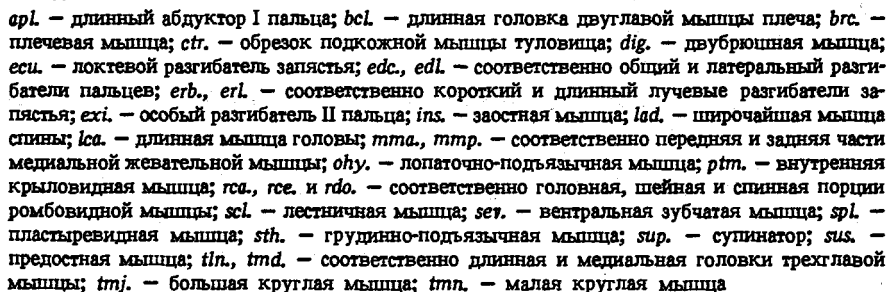 apl. — длинный абдуктор I пальца; bcl. — длинная головка двуглавой мышцы плеча; brc. —
плечевая мышца; ctr. — обрезок подкожной мышцы туловища; dig. — двубрюшная мышца;
ecu. — локтевой разгибатель запястья; edc., edl. — соответственно общий и латеральный разги-
батели пальцев; erb., erl. — соответственно короткий и длинный лучевые разгибатели за-
пястья; exi. — особый разгибатель II пальца; ins. — заостная мышца; lad. — широчайшая мышца
спины; lca. — длинная мышца головы; mma., mmp. — соответственно передняя и задняя части
медиальной жевательной мышцы; ohy. — лопаточно-подъязычная мышца; ptm. — внутренняя
крыловидная мышца; rca., rce. и rdo. — соответственно головная, шейная и спинная порции
ромбовидной мышцы; scl. — лестничная мышца; sev. — вентральная зубчатая мышца; spl. —
пластыревидная мышца; sth. — грудинно-подъязычная мышца; sup. — супинатор; sus. —
предостная мышца; tln., tmd. — соответственно длинная и медиальная головки трехглавой
мышцы; tmj. — большая круглая мышца; tmn. — малая круглая мышца